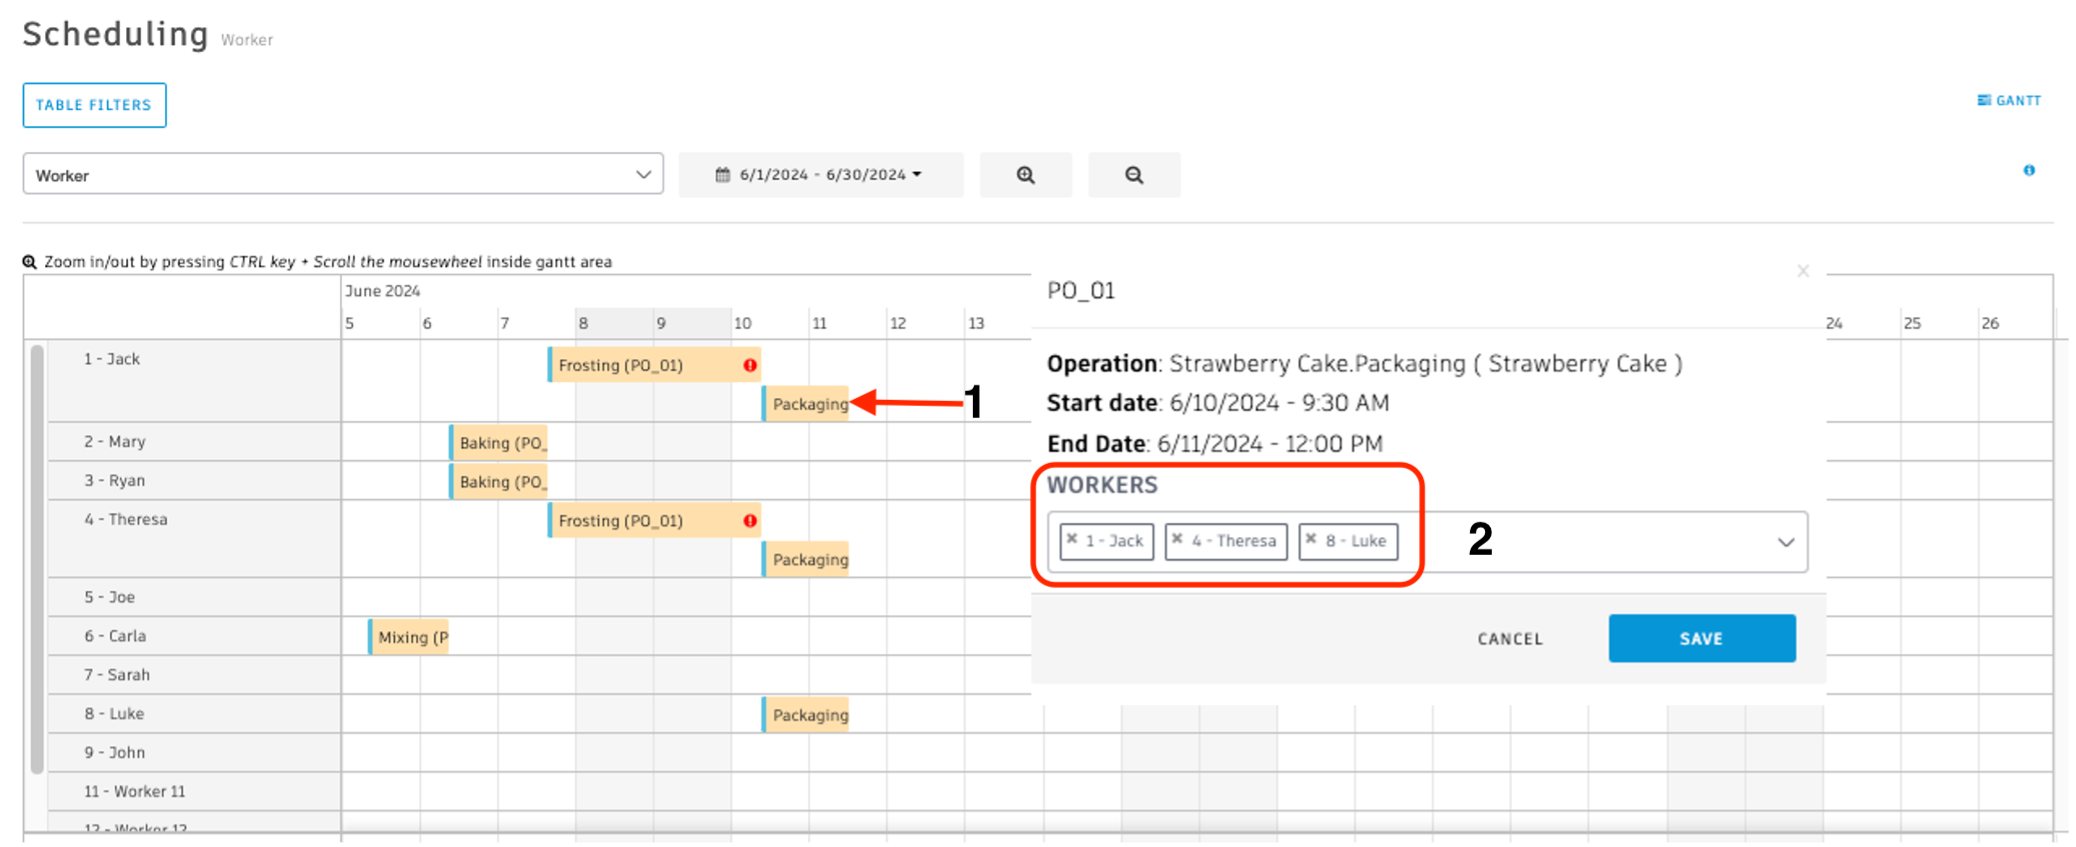 Scheduling Worker
TABLE FILTERS
GANTT
Worker
6/1/2024 - 6/30/2024
Zoom in/out by pressing CTRL key + Scroll the mousewheel inside gantt area
June 2024
5 6 7 8 9 10 11 12 13 24 25 26
1 - Jack
Frosting (PO_01)
Packaging
1
2 - Mary
Baking (PO_
3 - Ryan
Baking (PO_
4 - Theresa
Frosting (PO_01)
Packaging
5 - Joe
6 - Carla
Mixing (P
7 - Sarah
8 - Luke
Packaging
9 - John
11 - Worker 11
12 - Worker 12
PO_01
Operation: Strawberry Cake.Packaging ( Strawberry Cake )
Start date: 6/10/2024 - 9:30 AM
End Date: 6/11/2024 - 12:00 PM
WORKERS
× 1 - Jack × 4 - Theresa × 8 - Luke
2
CANCEL SAVE